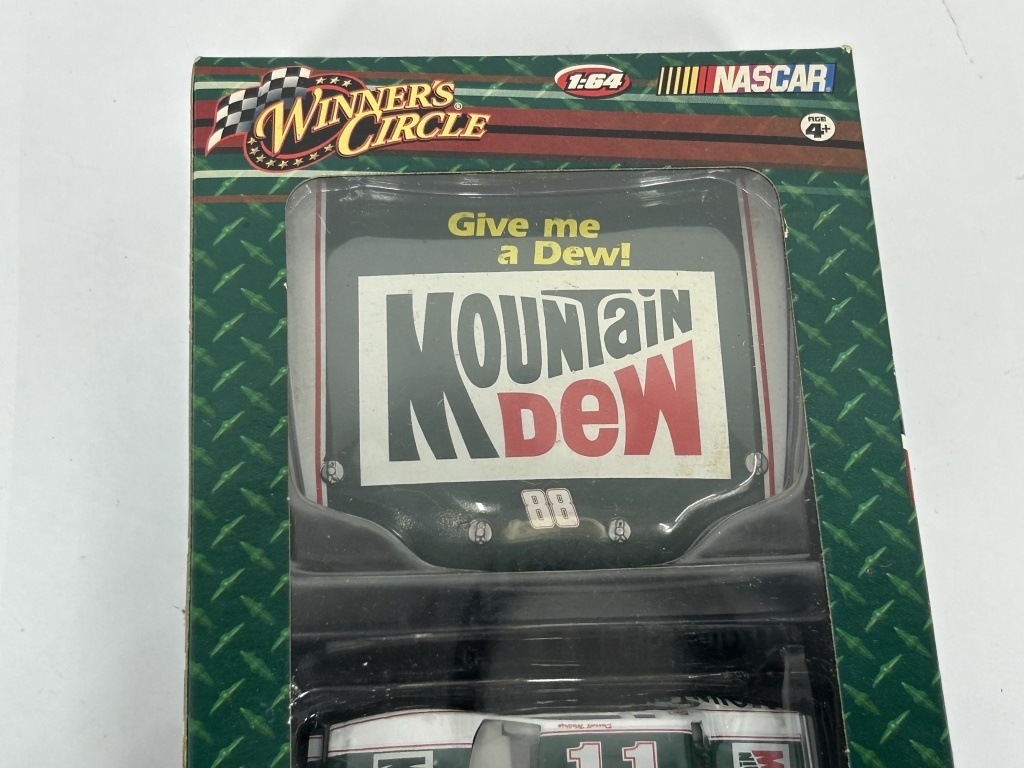 WINNER'S CIRCLE®
1:64
NASCAR.
AGE 4+
Give me
a Dew!
MOUNTAIN
DEW
88
11